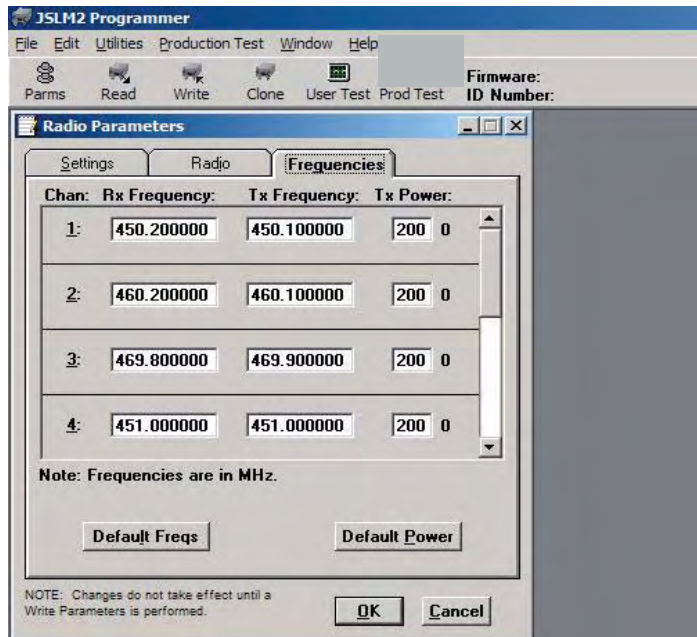 JSLM2 Programmer
File Edit Utilities Production Test Window Help
Parms Read Write Clone User Test Prod Test
Firmware:
ID Number:
Radio Parameters
Settings Radio Frequencies
Chan: Rx Frequency: Tx Frequency: Tx Power:
1: 450.200000 450.100000 200 0
2: 460.200000 460.100000 200 0
3: 469.800000 469.900000 200 0
4: 451.000000 451.000000 200 0
Note: Frequencies are in MHz.
Default Freqs Default Power
NOTE: Changes do not take effect until a
Write Parameters is performed.
OK Cancel